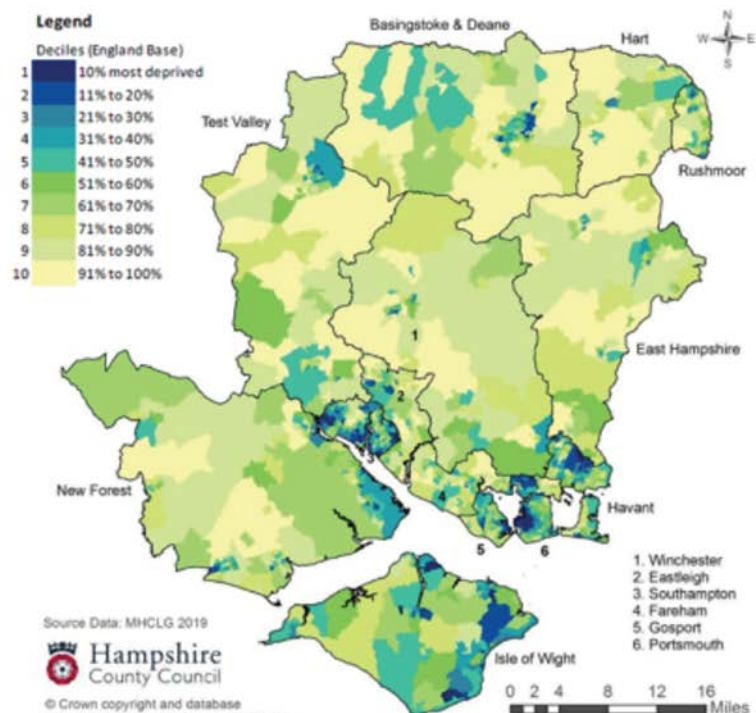 Legend
Deciles (England Base)
1 10% most deprived
2 11% to 20%
3 21% to 30%
4 31% to 40%
5 41% to 50%
6 51% to 60%
7 61% to 70%
8 71% to 80%
9 81% to 90%
10 91% to 100%
Basingstoke & Deane
Hart
N
W E
S
Test Valley
Rushmoor
1
East Hampshire
2
New Forest
3
4
Havant
5 6
1. Winchester
2. Eastleigh
3. Southampton
4. Fareham
5. Gosport
6. Portsmouth
Source Data: MHCLG 2019
Hampshire
County Council
Isle of Wight
© Crown copyright and database
0 2 4 8 12 16
Miles